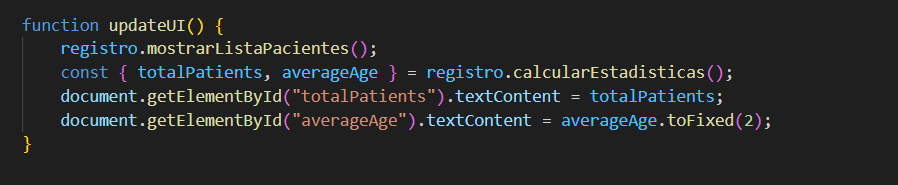 function updateUI() {
    registro.mostrarListaPacientes();
    const { totalPatients, averageAge } = registro.calcularEstadisticas();
    document.getElementById("totalPatients").textContent = totalPatients;
    document.getElementById("averageAge").textContent = averageAge.toFixed(2);
}